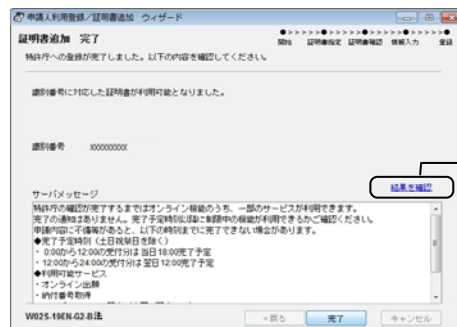 申請人利用登録/証明書追加 ウィザード
証明書追加 完了
開始 証明書指定 証明書確認 情報入力 登録
特許庁への登録が完了しました。以下の内容を確認してください。
識別番号に対応した証明書が利用可能となりました。
識別番号 XXXXXXXXX
結果を確認
サーバメッセージ
特許庁の確認が完了するまではオンライン機能のうち、一部のサービスが利用できます。
完了の通知はありません。完了予定時刻以降に制限中の機能が利用できるかご確認ください。
申請内容に不備等があると、以下の時刻までに完了できない場合があります。
◆完了予定時刻(土日祝祭日を除く)
・0:00から12:00の受付分は当日18:00完了予定
・12:00から24:00の受付分は翌日12:00完了予定
◆利用可能サービス
・オンライン出願
・納付番号取得
W02S-19EN-G2-B法
<戻る 完了 キャンセル